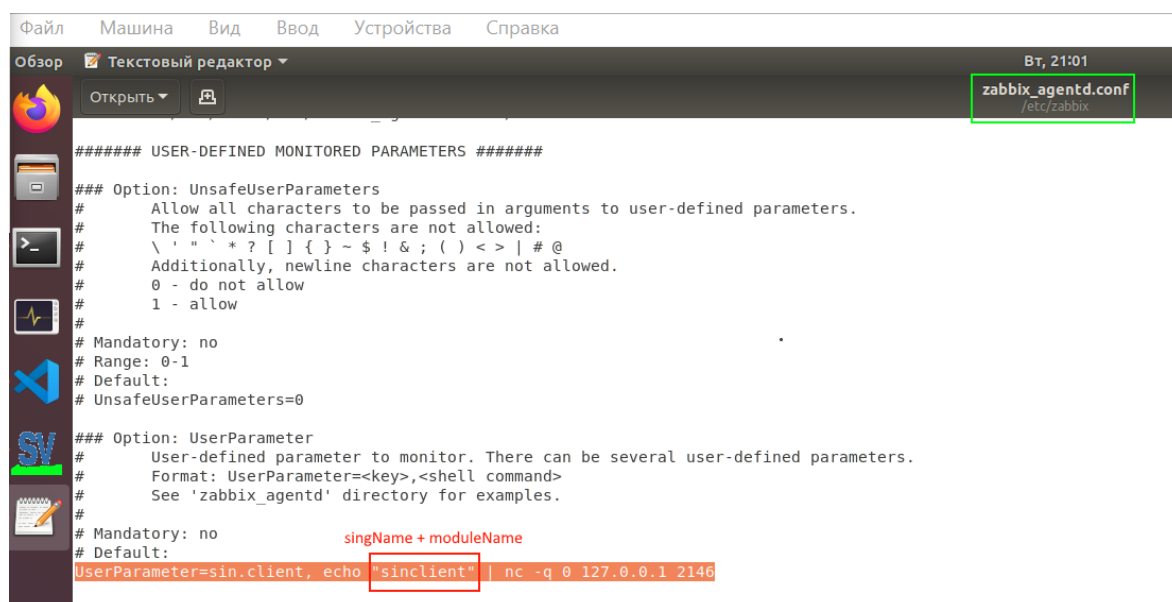 Файл Машина Вид Ввод Устройства Справка
Обзор Текстовый редактор Вт, 21:01
Открыть zabbix_agentd.conf
/etc/zabbix
####### USER-DEFINED MONITORED PARAMETERS #######
### Option: UnsafeUserParameters
# Allow all characters to be passed in arguments to user-defined parameters.
# The following characters are not allowed:
# \ ' " ` * ? [ ] { } ~ $ ! & ; ( ) < > | # @
# Additionally, newline characters are not allowed.
# 0 - do not allow
# 1 - allow
#
# Mandatory: no
# Range: 0-1
# Default:
# UnsafeUserParameters=0
### Option: UserParameter
# User-defined parameter to monitor. There can be several user-defined parameters.
# Format: UserParameter=<key>,<shell command>
# See 'zabbix_agentd' directory for examples.
#
# Mandatory: no
singName + moduleName
# Default:
UserParameter=sin.client, echo "sinclient" | nc -q 0 127.0.0.1 2146
SV